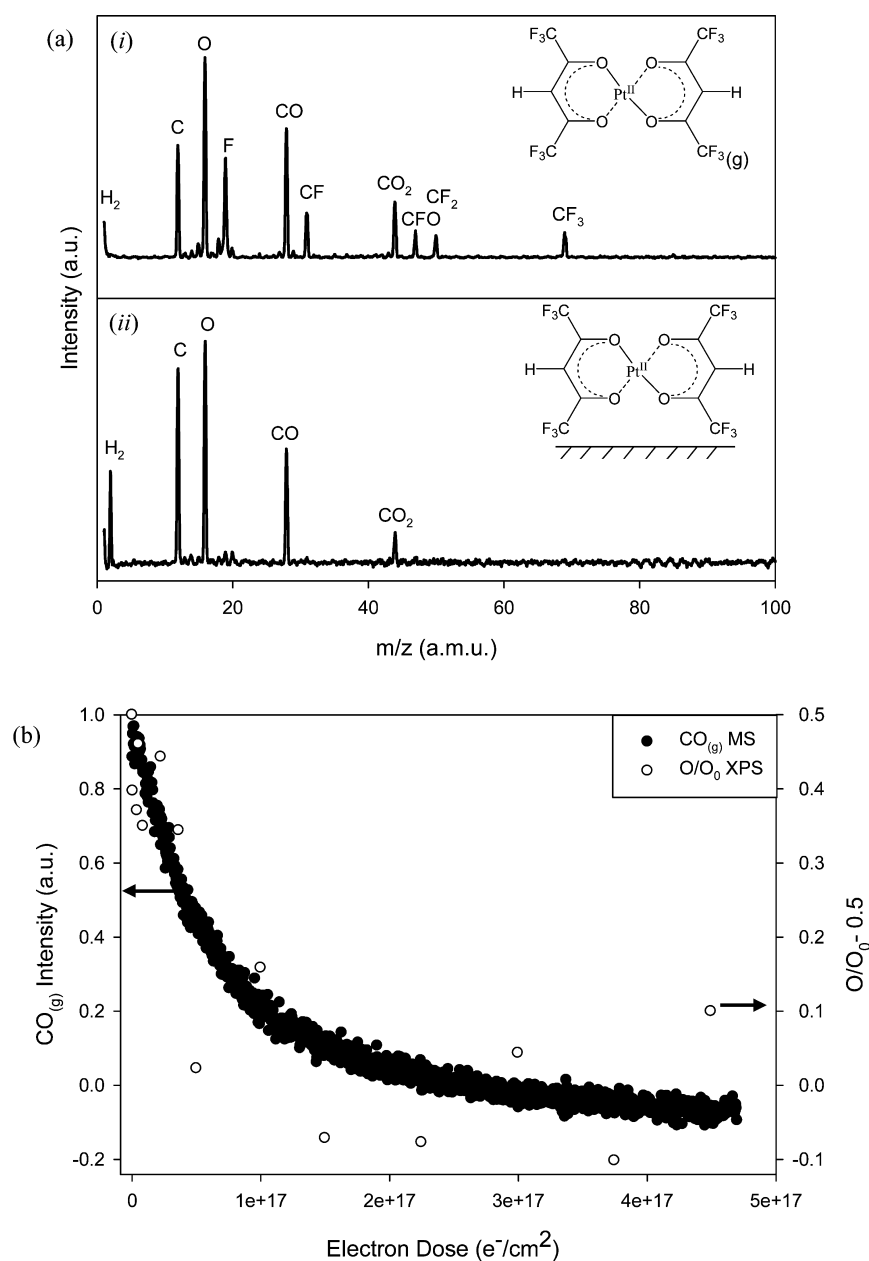 (a)
(i)
H2
C
O
F
CO
CF
CO2
CFO
CF2
CF3
F3C
CF3
O
O
H
PtII
H
O
O
F3C
CF3(g)
(ii)
H2
C
O
CO
CO2
F3C
CF3
O
O
H
PtII
H
O
O
F3C
CF3
Intensity (a.u.)
0 20 40 60 80 100
m/z (a.m.u.)
(b)
1.0
0.8
0.6
0.4
0.2
0.0
-0.2
CO(g) Intensity (a.u.)
CO(g) MS
O/O0 XPS
0.5
0.4
0.3
0.2
0.1
0.0
-0.1
O/O0- 0.5
0 1e+17 2e+17 3e+17 4e+17 5e+17
Electron Dose (e-/cm2)